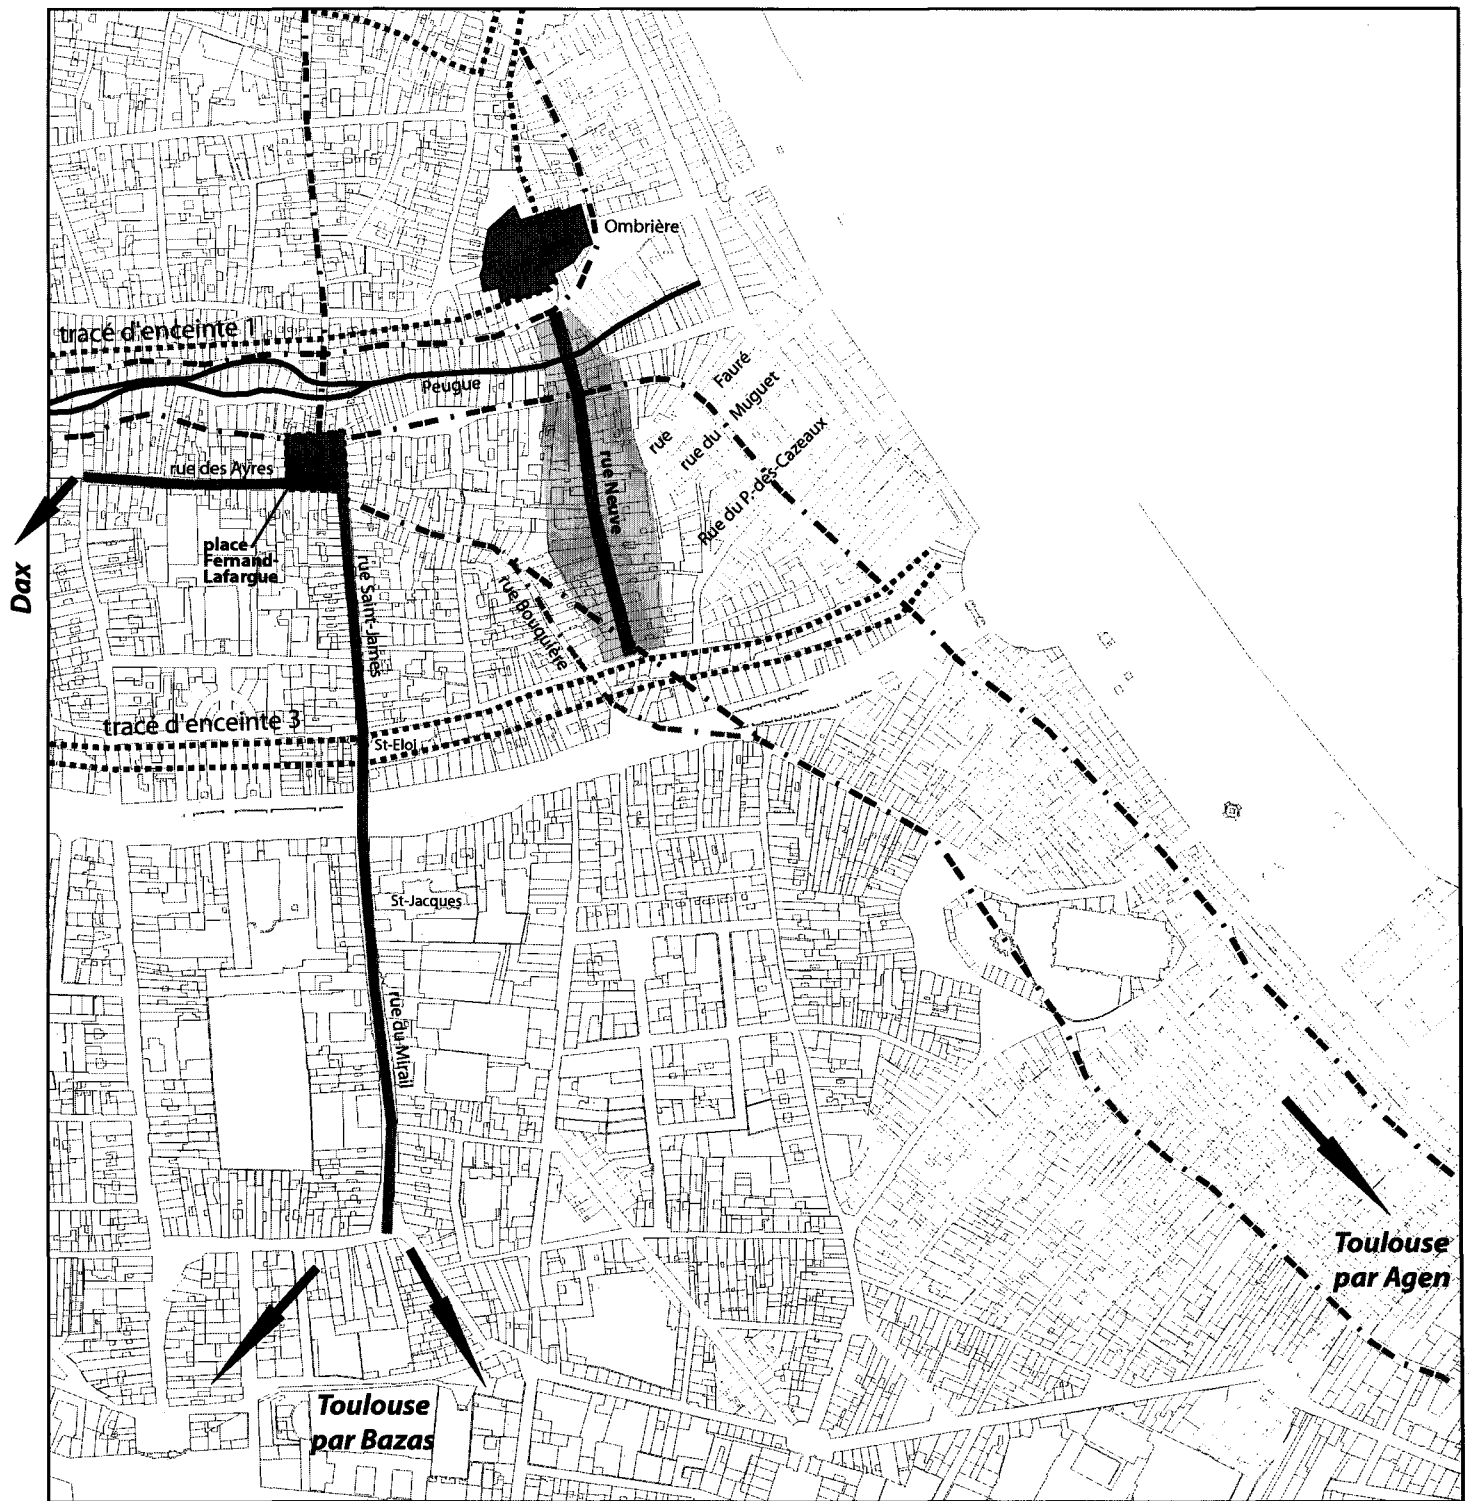 Ombrière
tracé d'enceinte 1
Peugue
Fauré
Muguet
rue
rue du
Rue du P.-des-Cazeaux
rue des Ayres
rue Neuve
place
Fernand-
Lafargue
Dax
rue Saint-James
rue Bouquière
tracé d'enceinte 3
St-Eloi
St-Jacques
rue du Mirail
Toulouse
par Agen
Toulouse
par Bazas